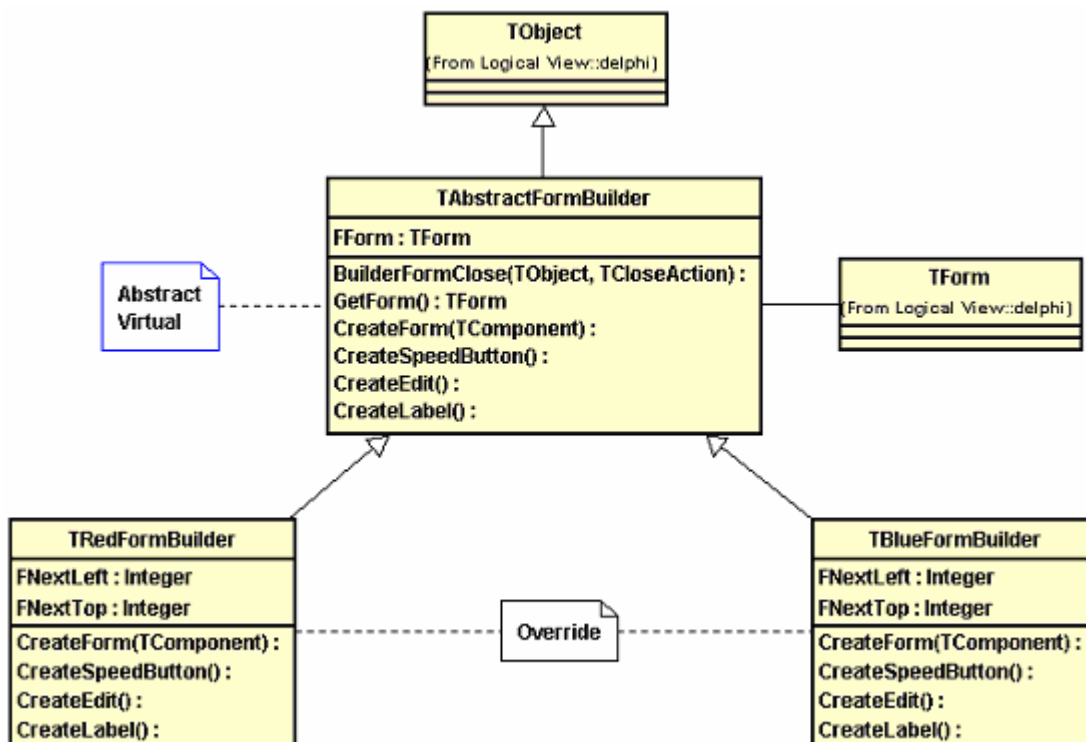 TObject
(From Logical View::delphi)
TAbstractFormBuilder
FForm : TForm
BuilderFormClose(TObject, TCloseAction) :
GetForm() : TForm
CreateForm(TComponent) :
CreateSpeedButton() :
CreateEdit() :
CreateLabel() :
Abstract
Virtual
TForm
(From Logical View::delphi)
TRedFormBuilder
FNextLeft : Integer
FNextTop : Integer
CreateForm(TComponent) :
CreateSpeedButton() :
CreateEdit() :
CreateLabel() :
Override
TBlueFormBuilder
FNextLeft : Integer
FNextTop : Integer
CreateForm(TComponent) :
CreateSpeedButton() :
CreateEdit() :
CreateLabel() :